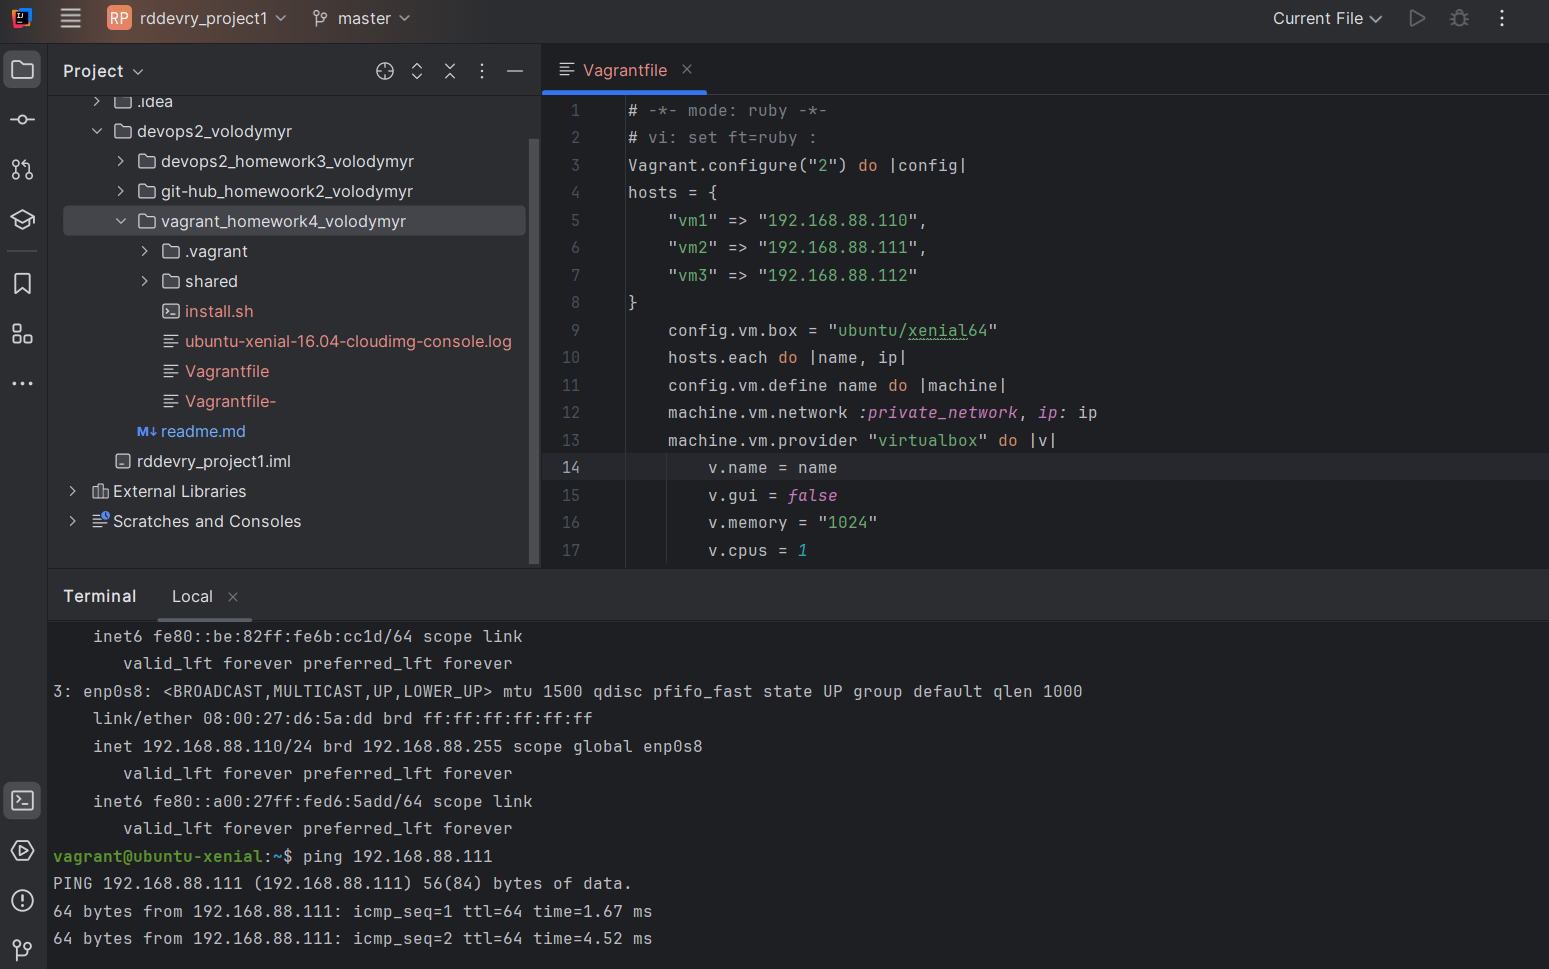 RP rddevry_project1 master Current File
Project
.idea
devops2_volodymyr
devops2_homework3_volodymyr
git-hub_homewoork2_volodymyr
vagrant_homework4_volodymyr
.vagrant
shared
install.sh
ubuntu-xenial-16.04-cloudimg-console.log
Vagrantfile
Vagrantfile-
M↓ readme.md
rddevry_project1.iml
External Libraries
Scratches and Consoles
Vagrantfile
1 # -*- mode: ruby -*-
2 # vi: set ft=ruby :
3 Vagrant.configure("2") do |config|
4 hosts = {
5 "vm1" => "192.168.88.110",
6 "vm2" => "192.168.88.111",
7 "vm3" => "192.168.88.112"
8 }
9 config.vm.box = "ubuntu/xenial64"
10 hosts.each do |name, ip|
11 config.vm.define name do |machine|
12 machine.vm.network :private_network, ip: ip
13 machine.vm.provider "virtualbox" do |v|
14 v.name = name
15 v.gui = false
16 v.memory = "1024"
17 v.cpus = 1
Terminal Local
inet6 fe80::be:82ff:fe6b:cc1d/64 scope link
valid_lft forever preferred_lft forever
3: enp0s8: <BROADCAST,MULTICAST,UP,LOWER_UP> mtu 1500 qdisc pfifo_fast state UP group default qlen 1000
link/ether 08:00:27:d6:5a:dd brd ff:ff:ff:ff:ff:ff
inet 192.168.88.110/24 brd 192.168.88.255 scope global enp0s8
valid_lft forever preferred_lft forever
inet6 fe80::a00:27ff:fed6:5add/64 scope link
valid_lft forever preferred_lft forever
vagrant@ubuntu-xenial:~$ ping 192.168.88.111
PING 192.168.88.111 (192.168.88.111) 56(84) bytes of data.
64 bytes from 192.168.88.111: icmp_seq=1 ttl=64 time=1.67 ms
64 bytes from 192.168.88.111: icmp_seq=2 ttl=64 time=4.52 ms